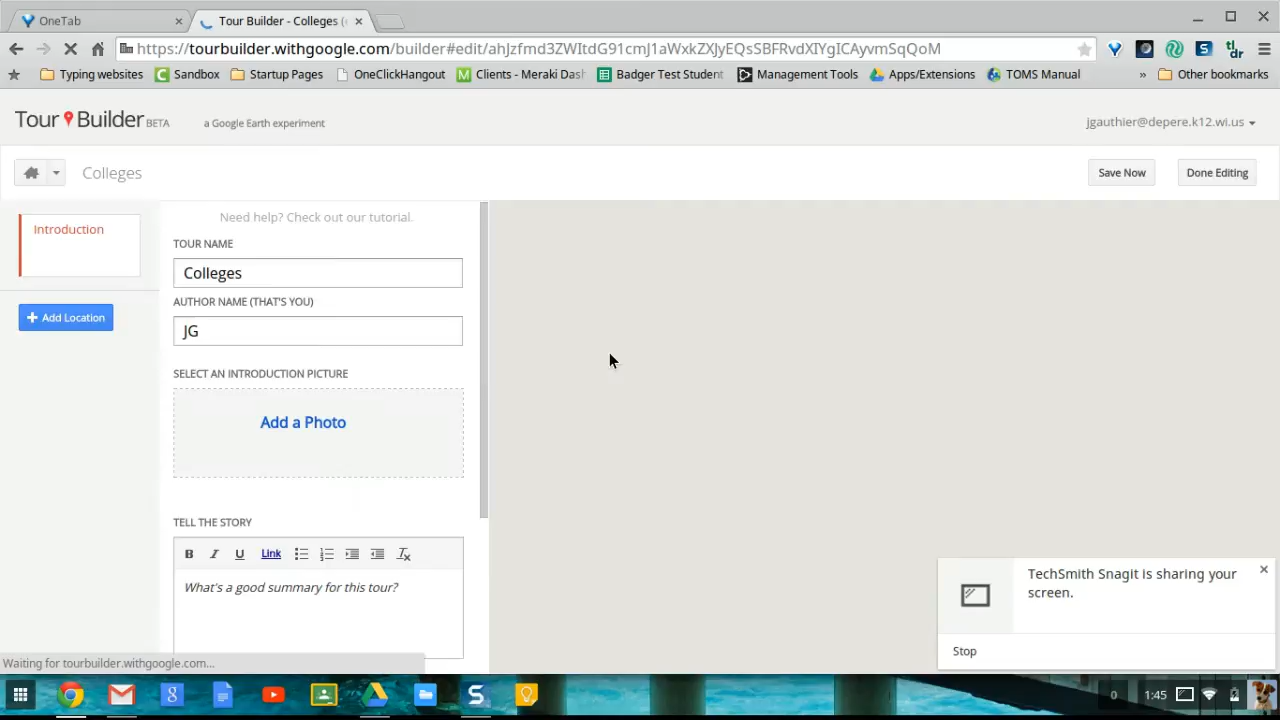 OneTab
Tour Builder - Colleges (
https://tourbuilder.withgoogle.com/builder#edit/ahJzfmd3ZWItdG91cmJ1aWxkZXJyEQsSBFRvdXIYgICAyvmSqQoM
Typing websites Sandbox Startup Pages OneClickHangout Clients - Meraki Das Badger Test Student Management Tools Apps/Extensions TOMS Manual » Other bookmarks
Tour Builder BETA a Google Earth experiment
jgauthier@depere.k12.wi.us
Colleges
Save Now
Done Editing
Introduction
Add Location
Need help? Check out our tutorial.
TOUR NAME
Colleges
AUTHOR NAME (THAT'S YOU)
JG
SELECT AN INTRODUCTION PICTURE
Add a Photo
TELL THE STORY
B I U Link
What's a good summary for this tour?
TechSmith Snagit is sharing your
screen.
Stop
Waiting for tourbuilder.withgoogle.com...
0 1:45